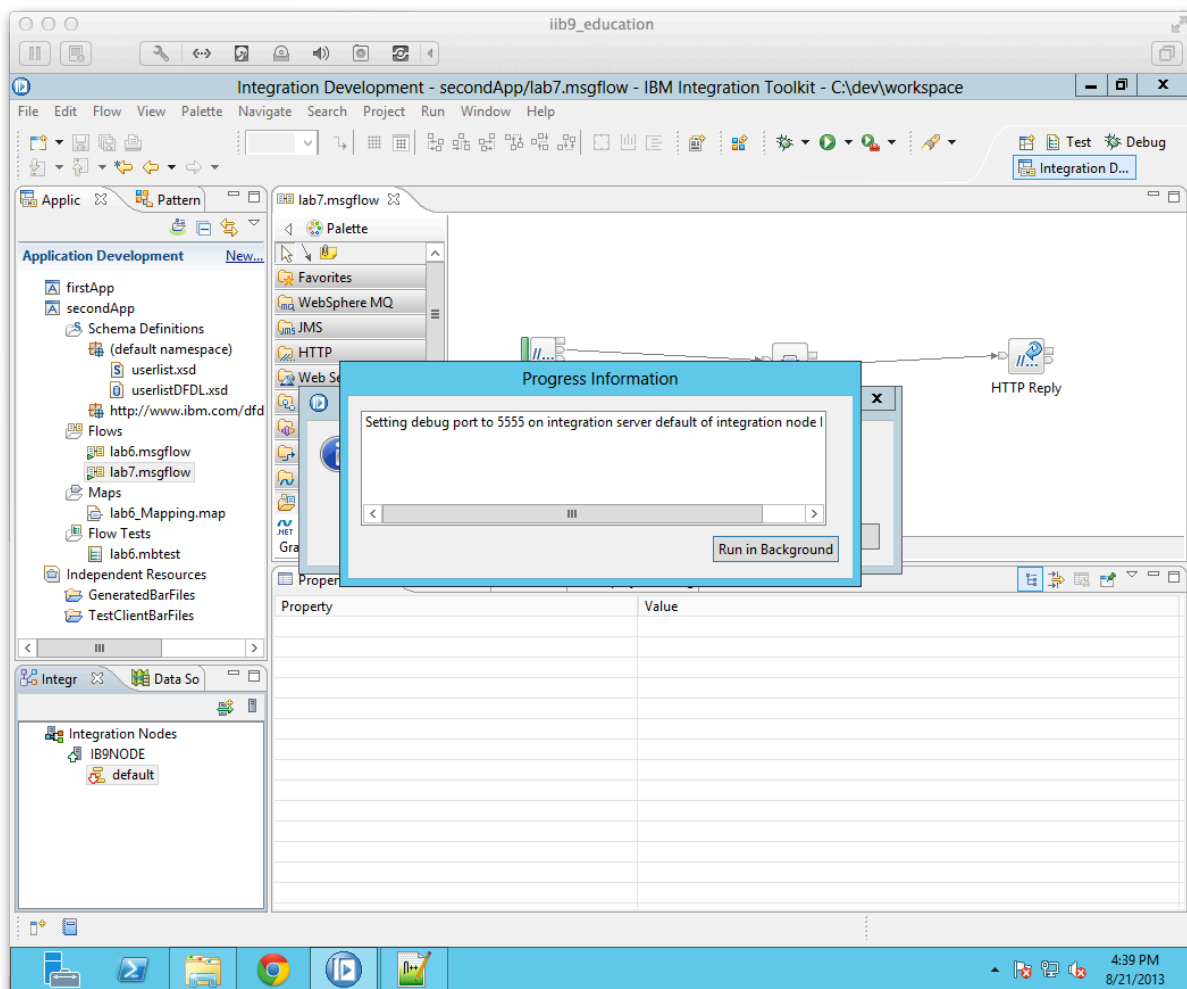 iib9_education
Integration Development - secondApp/lab7.msgflow - IBM Integration Toolkit - C:\dev\workspace
File Edit Flow View Palette Navigate Search Project Run Window Help
Test Debug
Integration D...
Applic Pattern
lab7.msgflow
Palette
Application Development New...
Favorites
firstApp
WebSphere MQ
secondApp
JMS
Schema Definitions
HTTP
(default namespace)
Web Se
userlist.xsd
userlistDFDL.xsd
http://www.ibm.com/dfd
Flows
lab6.msgflow
lab7.msgflow
Maps
lab6_Mapping.map
Flow Tests
lab6.mbtest
Independent Resources
GeneratedBarFiles
TestClientBarFiles
.NET
Gra
HTTP Reply
Progress Information
x
Setting debug port to 5555 on integration server default of integration node I
Run in Background
Proper
Property Value
Integr Data So
Integration Nodes
IB9NODE
default
4:39 PM
8/21/2013